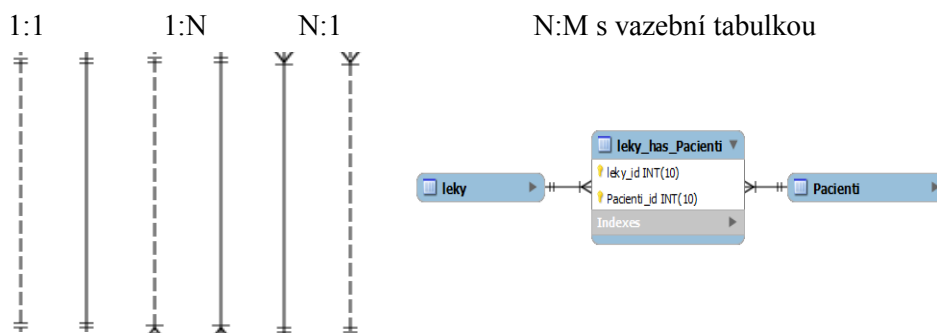 1:1 1:N N:1 N:M s vazební tabulkou
leky_has_Pacienti
leky_id INT(10)
Pacienti_id INT(10)
Indexes
leky
Pacienti